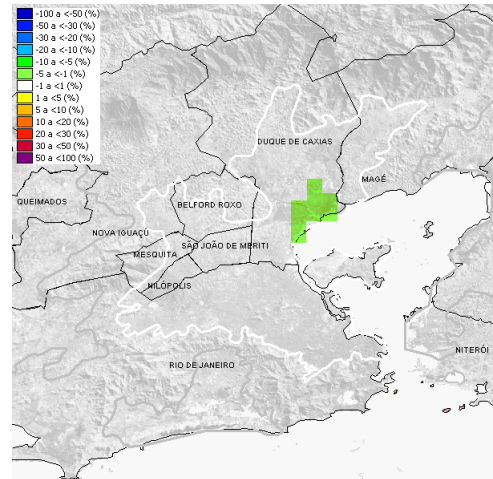 -100 a <-50 (%)
-50 a <-30 (%)
-30 a <-20 (%)
-20 a <-10 (%)
-10 a <-5 (%)
-5 a <-1 (%)
-1 a <1 (%)
1 a <5 (%)
5 a <10 (%)
10 a <20 (%)
20 a <30 (%)
30 a <50 (%)
50 a <100 (%)
DUQUE DE CAXIAS
MAGÉ
QUEIMADOS
BELFORD ROXO
NOVA IGUAÇU
SÃO JOÃO DE MERITI
MESQUITA
NILÓPOLIS
NITERÓI
RIO DE JANEIRO